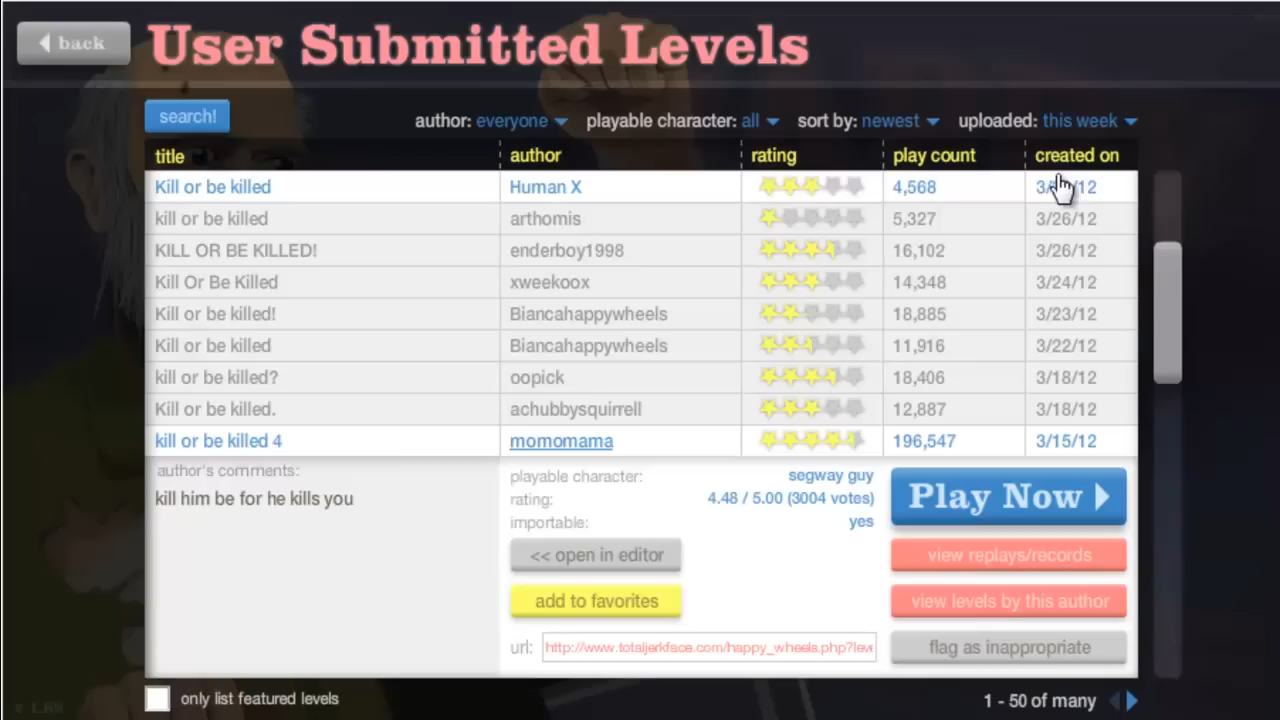 back
User Submitted Levels
search!
author: everyone playable character: all sort by: newest uploaded: this week
title author rating play count created on
Kill or be killed Human X 4,568 3/ /12
kill or be killed arthomis 5,327 3/26/12
KILL OR BE KILLED! enderboy1998 16,102 3/26/12
Kill Or Be Killed xweekoox 14,348 3/24/12
Kill or be killed! Biancahappywheels 18,885 3/23/12
Kill or be killed Biancahappywheels 11,916 3/22/12
kill or be killed? oopick 18,406 3/18/12
Kill or be killed. achubbysquirrell 12,887 3/18/12
kill or be killed 4 momomama 196,547 3/15/12
author's comments:
kill him be for he kills you
playable character: segway guy
rating: 4.48 / 5.00 (3004 votes)
importable: yes
<< open in editor
add to favorites
url: http://www.totaljerkface.com/happy_wheels.php?leve
Play Now
view replays/records
view levels by this author
flag as inappropriate
only list featured levels
1 - 50 of many